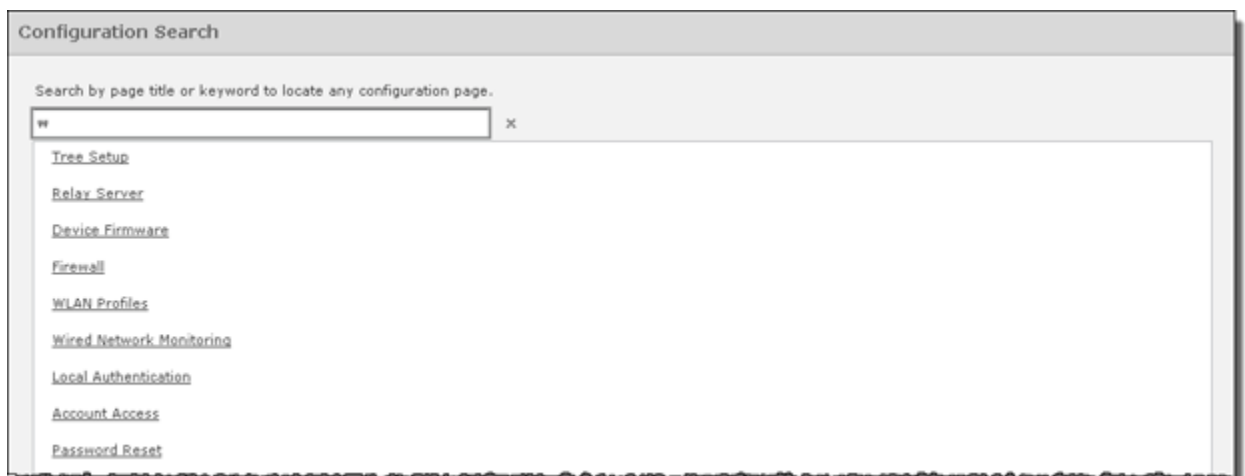 Configuration Search
Search by page title or keyword to locate any configuration page.
w
×
Tree Setup
Relay Server
Device Firmware
Firewall
WLAN Profiles
Wired Network Monitoring
Local Authentication
Account Access
Password Reset